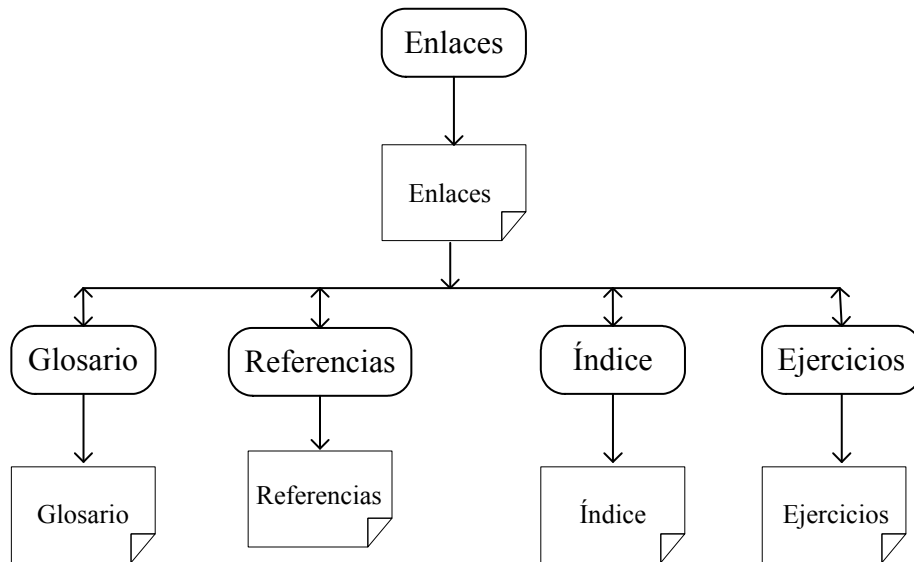 Enlaces
Enlaces
Glosario
Referencias
Índice
Ejercicios
Glosario
Referencias
Índice
Ejercicios